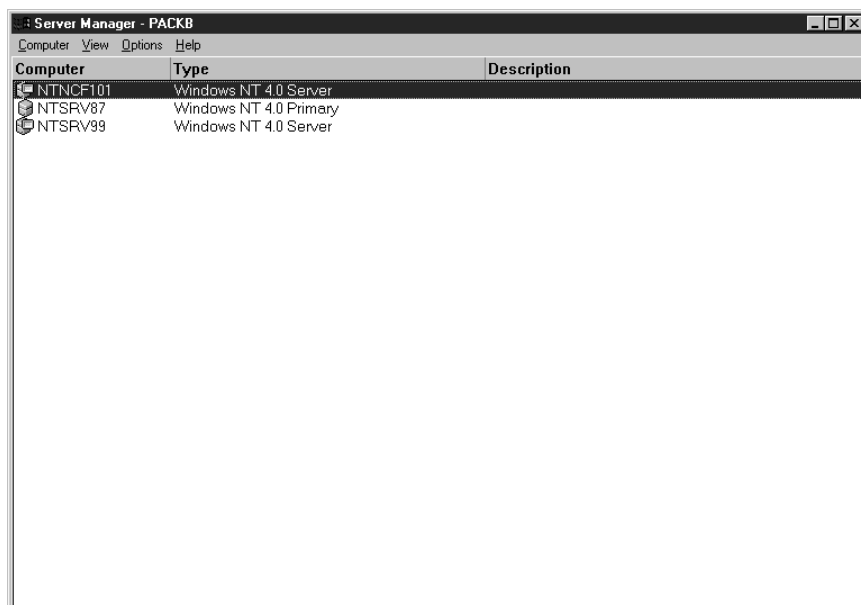 Server Manager - PACKB
Computer View Options Help
Computer Type Description
NTNCF101 Windows NT 4.0 Server
NTSRV87 Windows NT 4.0 Primary
NTSRV99 Windows NT 4.0 Server